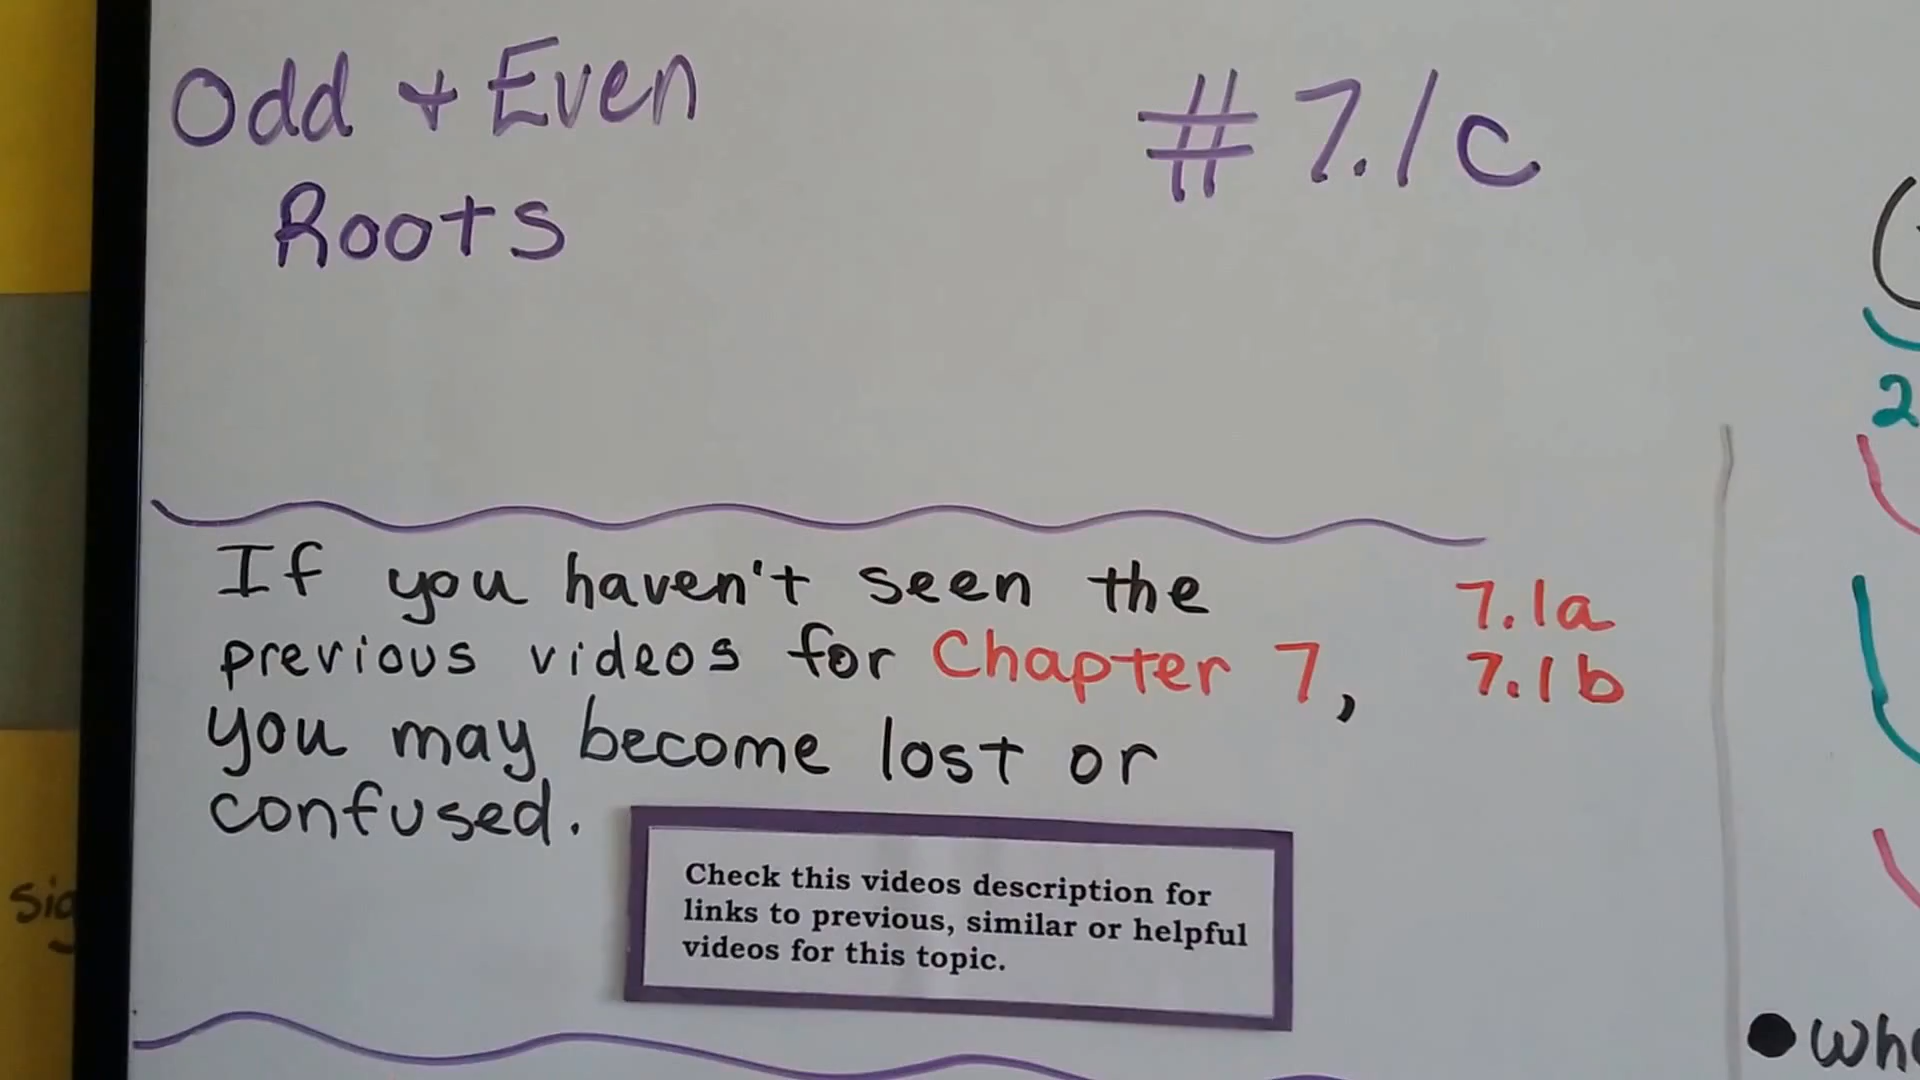 Odd & Even
Roots
#7.1c
If you haven't seen the
previous videos for Chapter 7,
you may become lost or
confused.
7.1a
7.1b
Check this videos description for
links to previous, similar or helpful
videos for this topic.
2